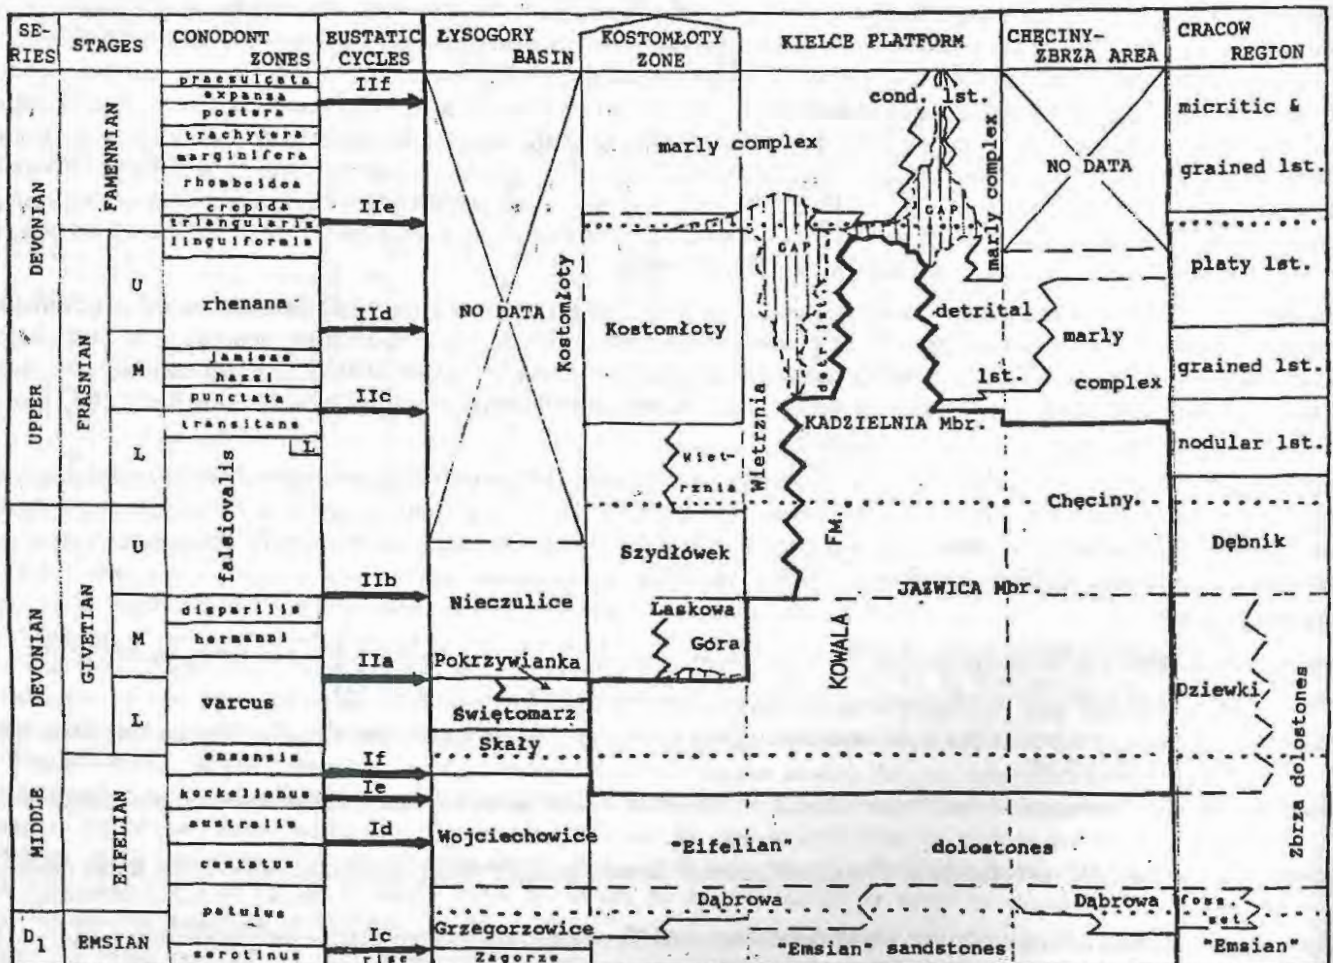 SE-
RIES
STAGES
CONODONT
ZONES
EUSTATIC
CYCLES
ŁYSOGÓRY
BASIN
KOSTOMŁOTY
ZONE
KIELCE PLATFORM
CHĘCINY-
ZBRZA AREA
CRACOW
REGION
UPPER DEVONIAN
MIDDLE DEVONIAN
D1
FAMENNIAN
FRESNIAN
U
M
L
GIVETIAN
U
M
L
EIFELIAN
EMSIAN
praesulcata
expansa
postera
trachytera
marginifera
rhomboidea
crepida
triangularis
linguiformis
rhenana
jamieae
hassi
punctata
transitans
L
falsiovalis
disparilis
hermanni
varcus
ensensis
kockelianus
australis
costatus
patulus
serotinus
IIf
IIe
IId
IIc
IIb
IIa
If
Ie
Id
Ic
rise
NO DATA
Nieczulice
Pokrzywianka
Świętomarz
Skały
Wojciechowice
Grzegorzowice
Zagórze
Kostomłoty
marly complex
Kostomłoty
Wiet-
rznia
Szydłówek
Laskowa
Góra
Wietrznia
GAP
cond. lst.
GAP
marly complex
detrital
lst.
KADZIELNIA Mbr.
KOWALA FM.
JAZWICA Mbr.
"Eifelian" dolostones
Dąbrowa
"Emsian" sandstones
NO DATA
marly
complex
Chęciny
Dąbrowa
micritic &
grained lst.
platy lst.
grained lst.
nodular lst.
Dębnik
Dziewki
Zbrza dolostones
"Emsian"